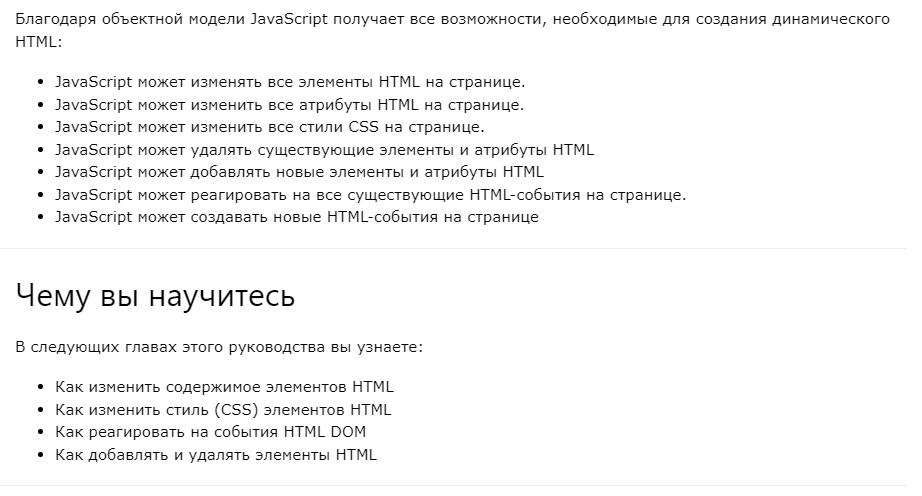 Благодаря объектной модели JavaScript получает все возможности, необходимые для создания динамического
HTML:
JavaScript может изменять все элементы HTML на странице.
JavaScript может изменить все атрибуты HTML на странице.
JavaScript может изменить все стили CSS на странице.
JavaScript может удалять существующие элементы и атрибуты HTML
JavaScript может добавлять новые элементы и атрибуты HTML
JavaScript может реагировать на все существующие HTML-события на странице.
JavaScript может создавать новые HTML-события на странице
Чему вы научитесь
В следующих главах этого руководства вы узнаете:
Как изменить содержимое элементов HTML
Как изменить стиль (CSS) элементов HTML
Как реагировать на события HTML DOM
Как добавлять и удалять элементы HTML